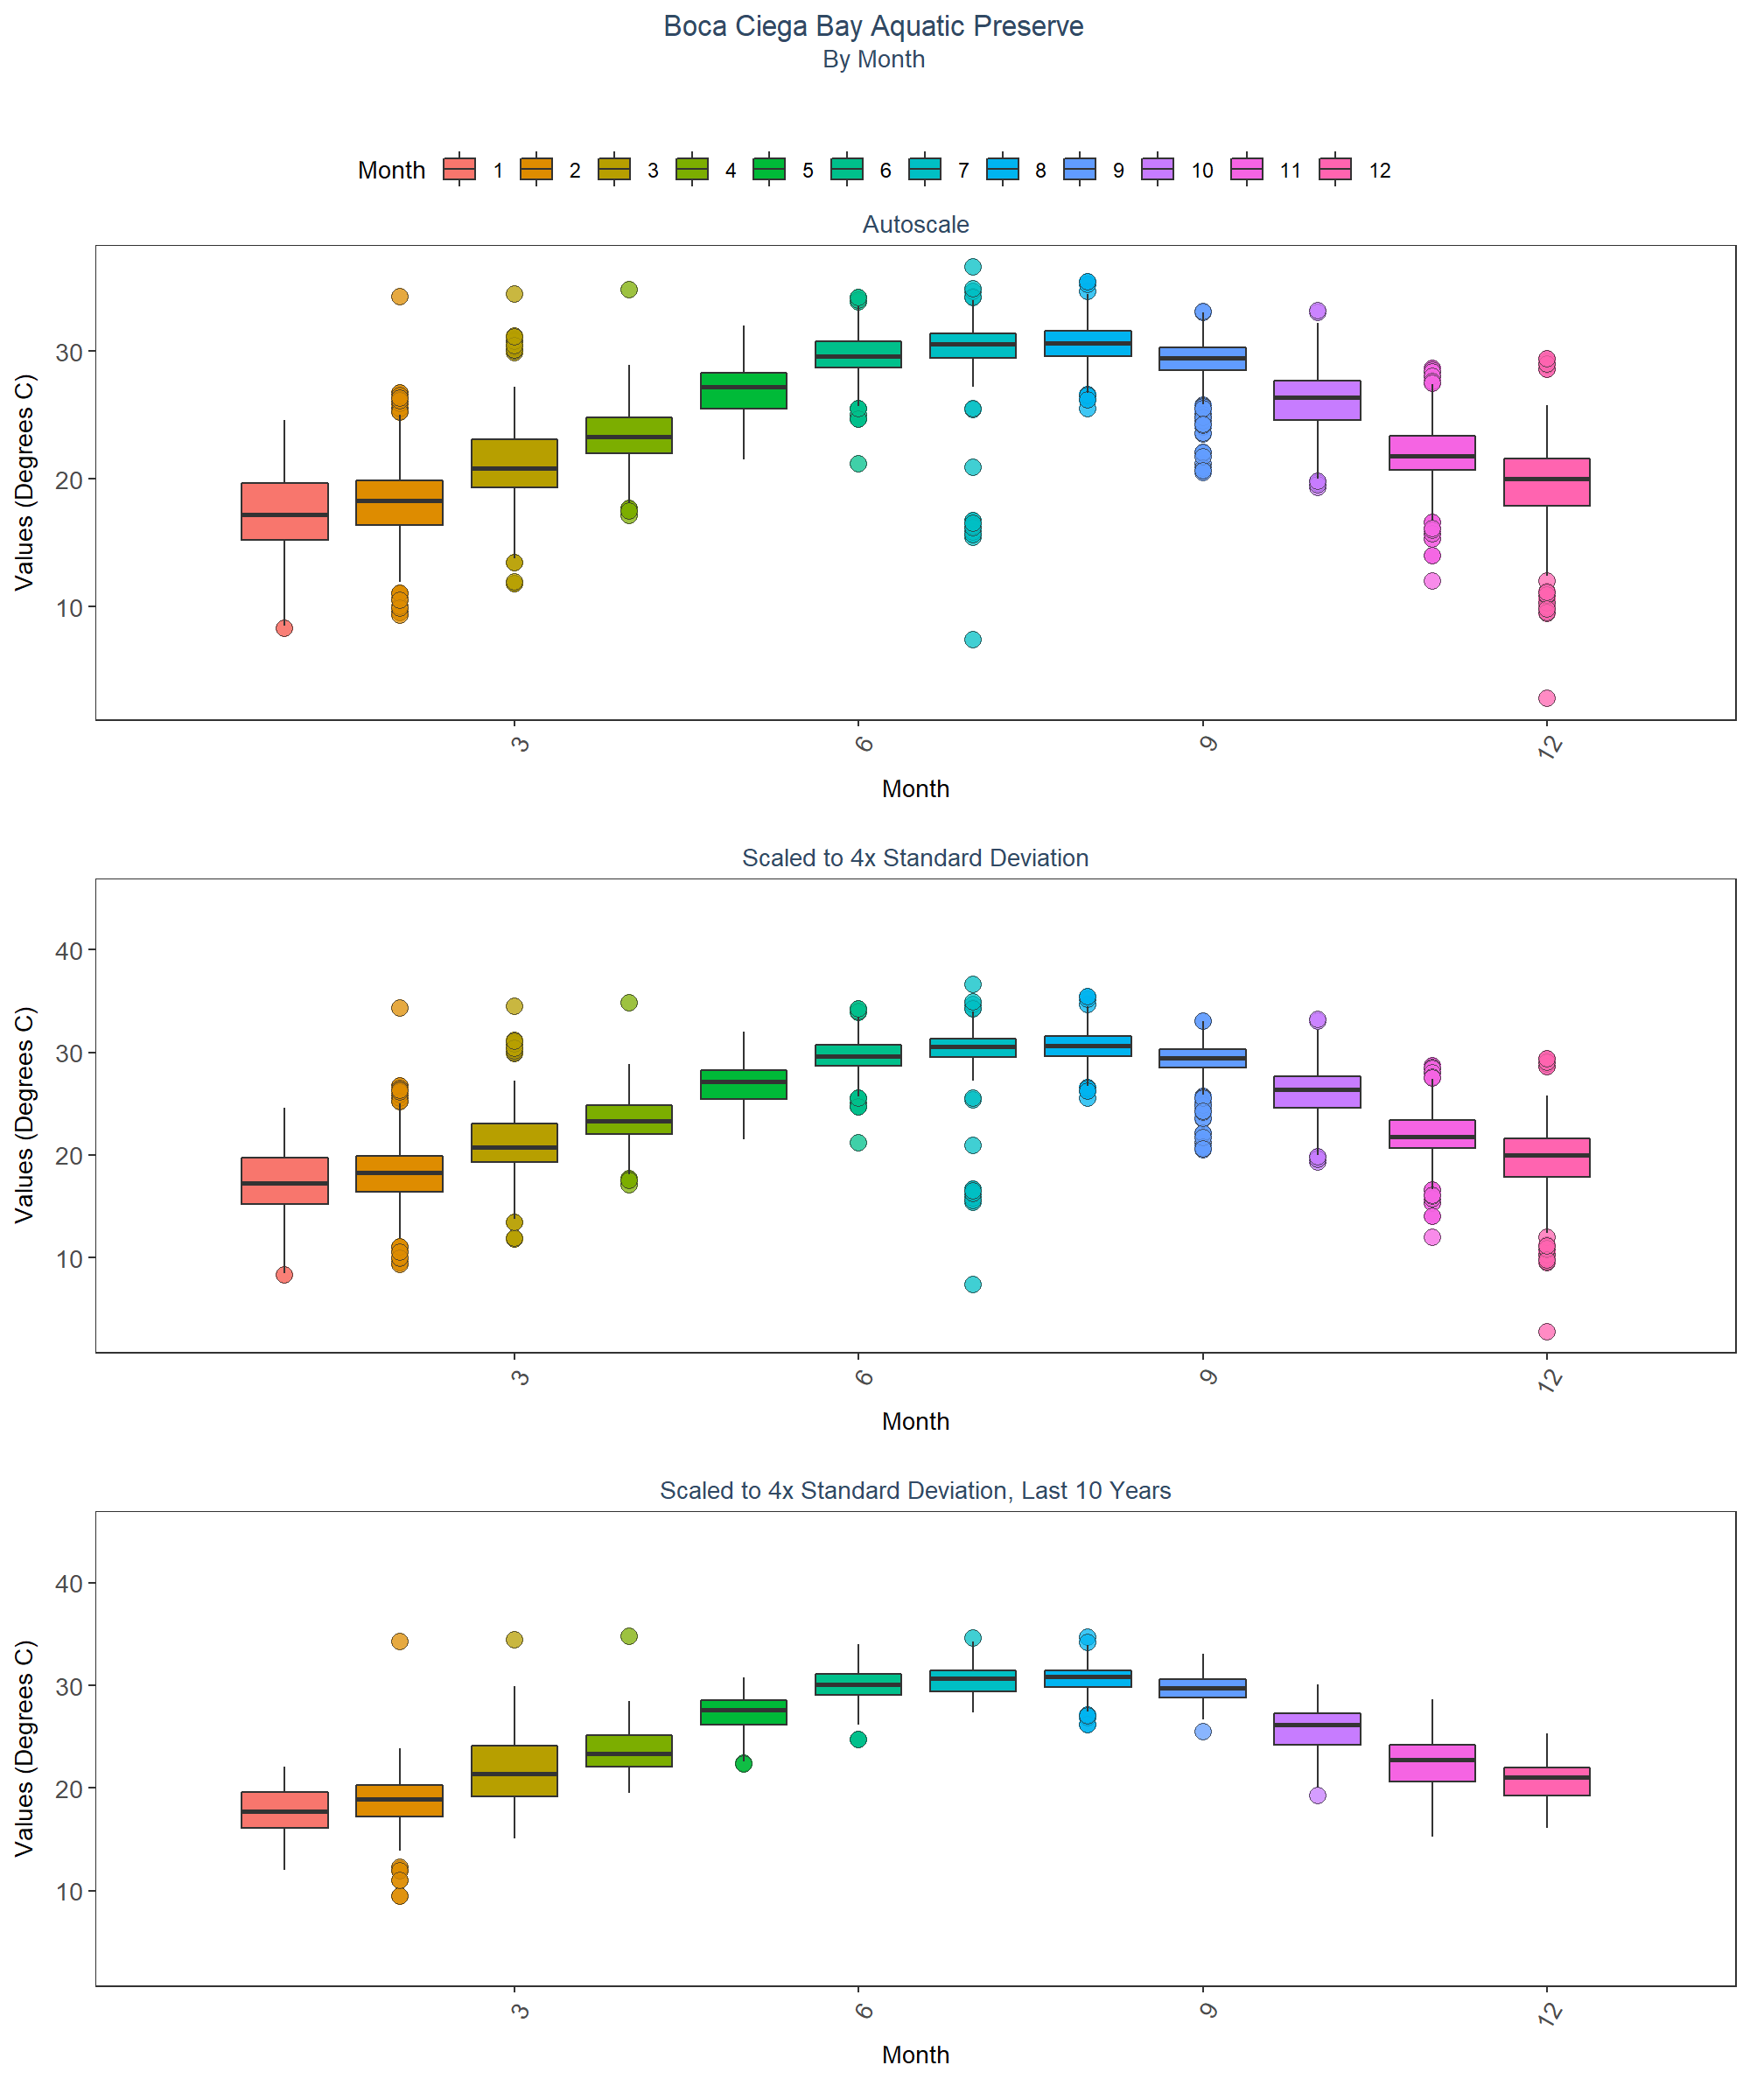 Boca Ciega Bay Aquatic Preserve
By Month
Month 1 2 3 4 5 6 7 8 9 10 11 12
Autoscale
Values (Degrees C)
30
20
10
3 6 9 12
Month
Scaled to 4x Standard Deviation
Values (Degrees C)
40
30
20
10
3 6 9 12
Month
Scaled to 4x Standard Deviation, Last 10 Years
Values (Degrees C)
40
30
20
10
3 6 9 12
Month